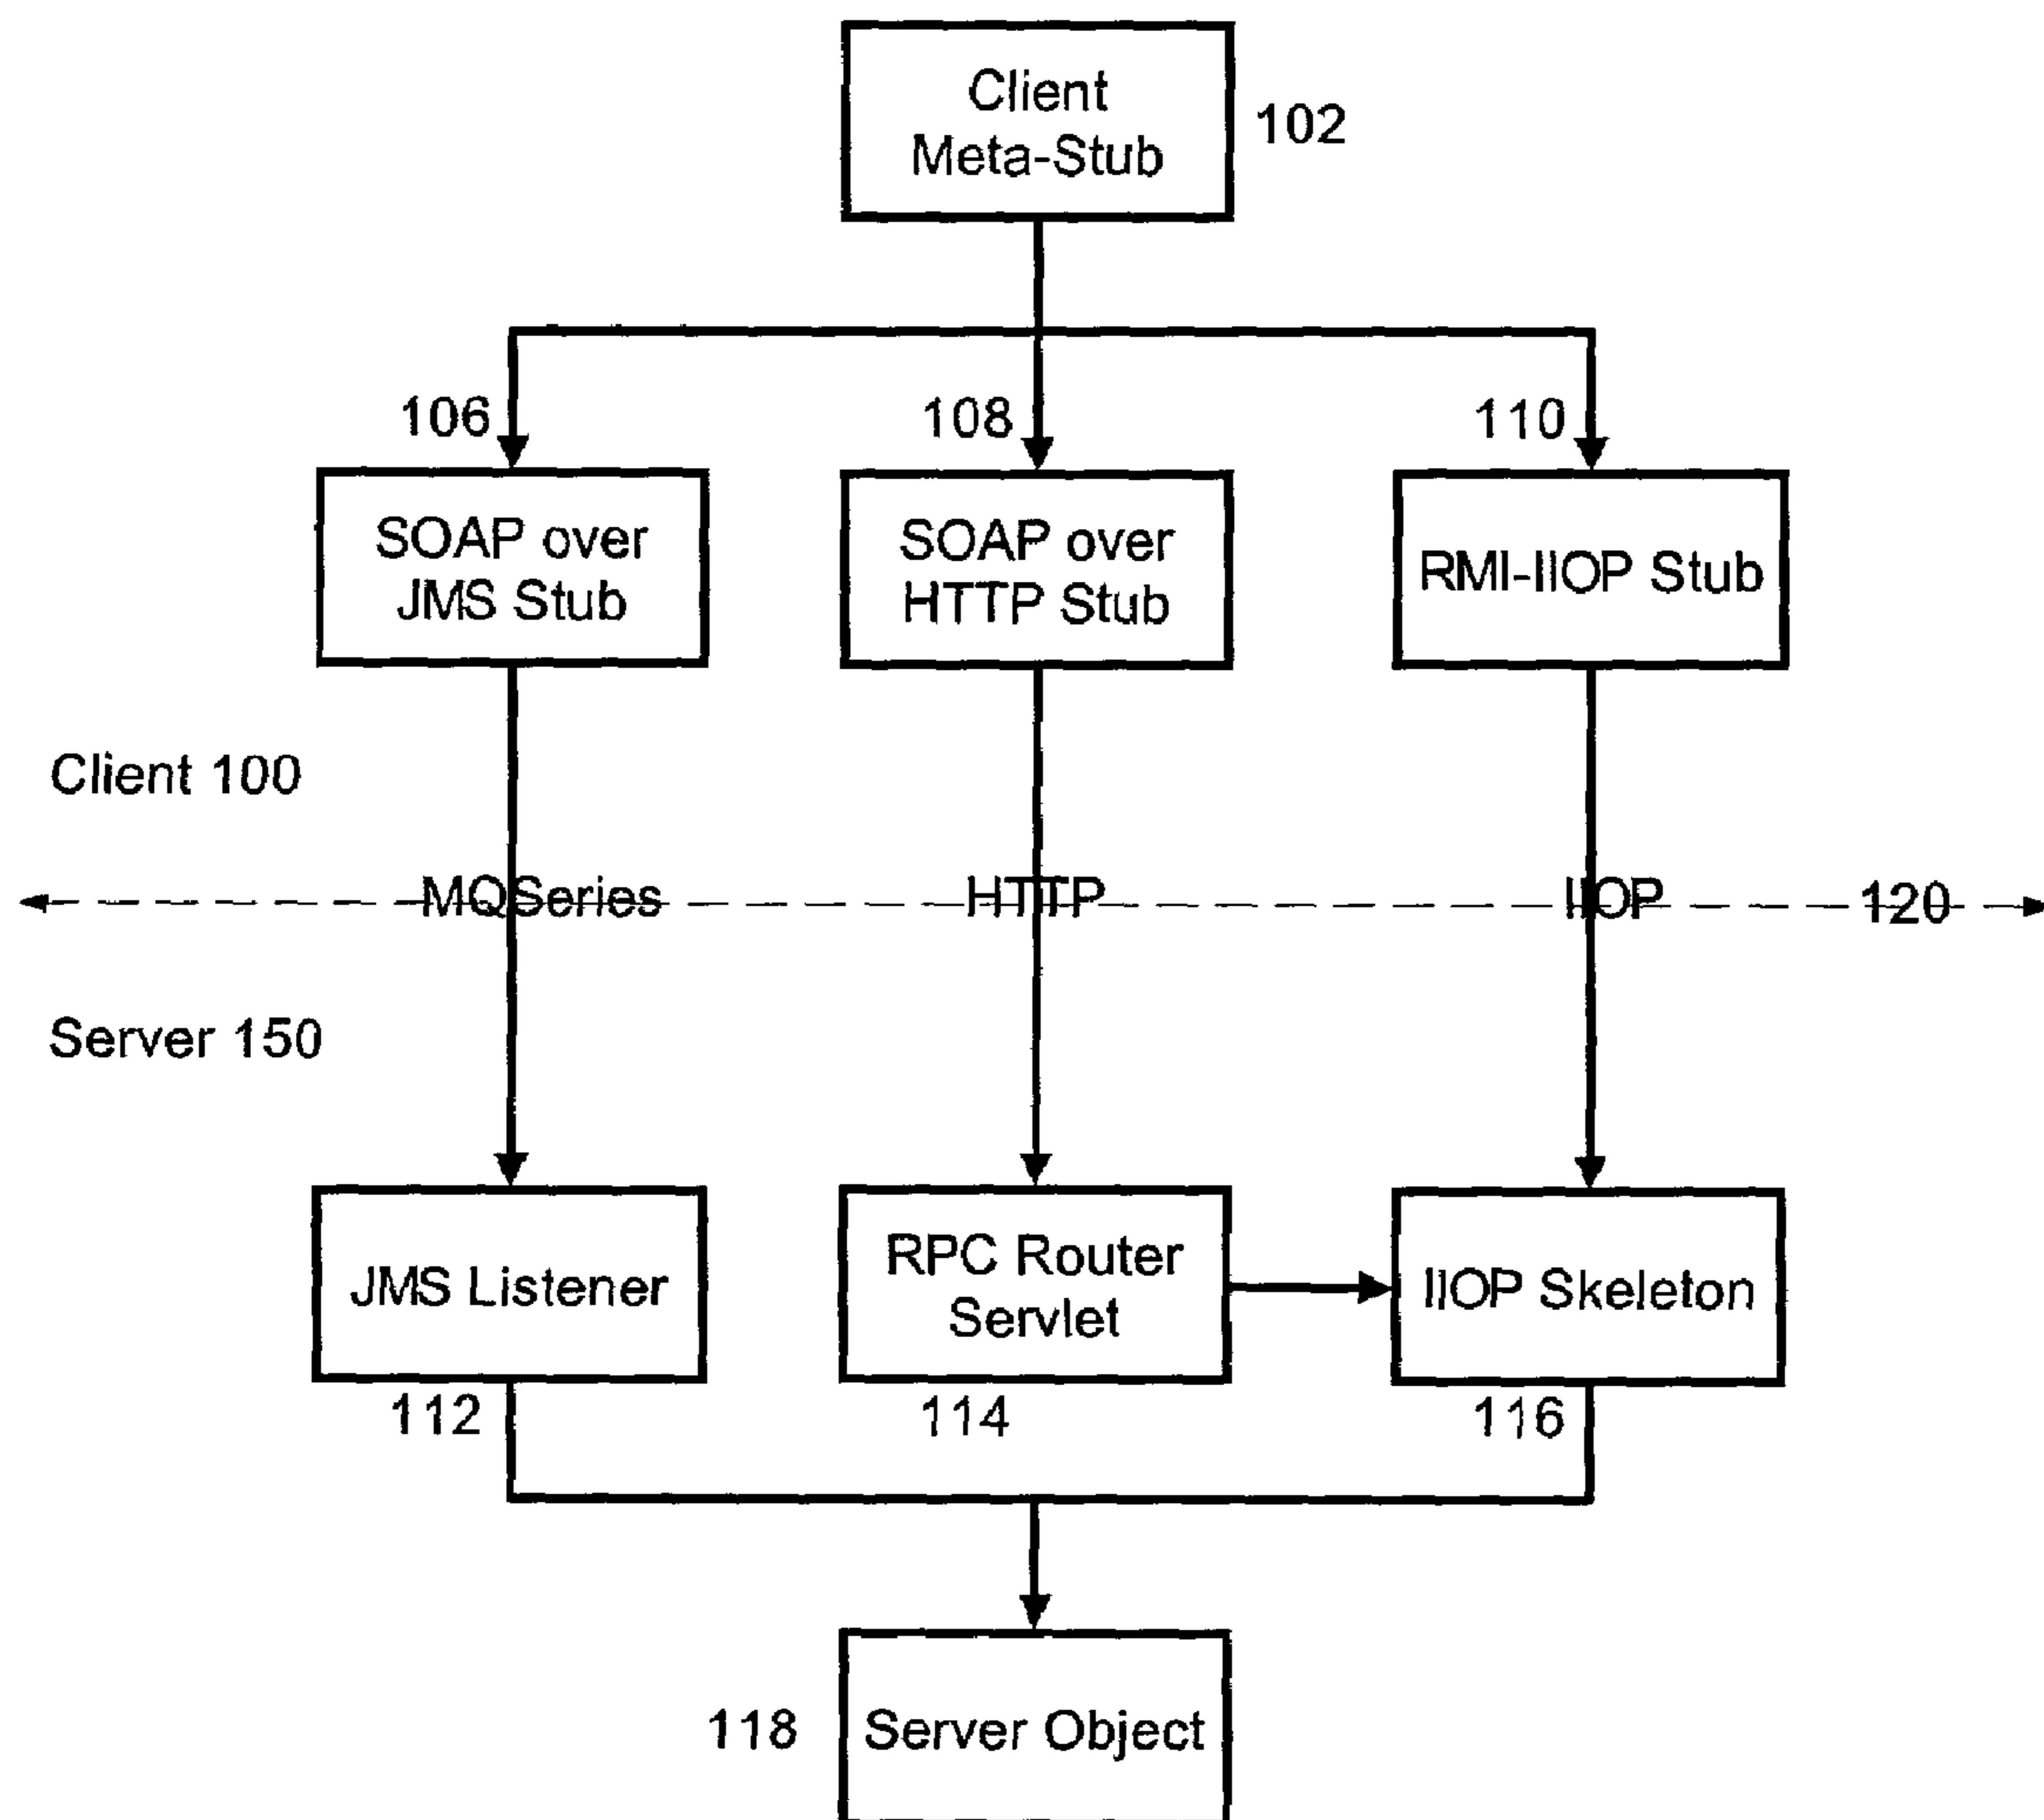 Client
Meta-Stub
102
106
108
110
SOAP over
JMS Stub
SOAP over
HTTP Stub
RMI-IIOP Stub
Client 100
MQSeries
HTTP
IIOP
120
Server 150
JMS Listener
RPC Router
Servlet
IIOP Skeleton
112
114
116
118
Server Object